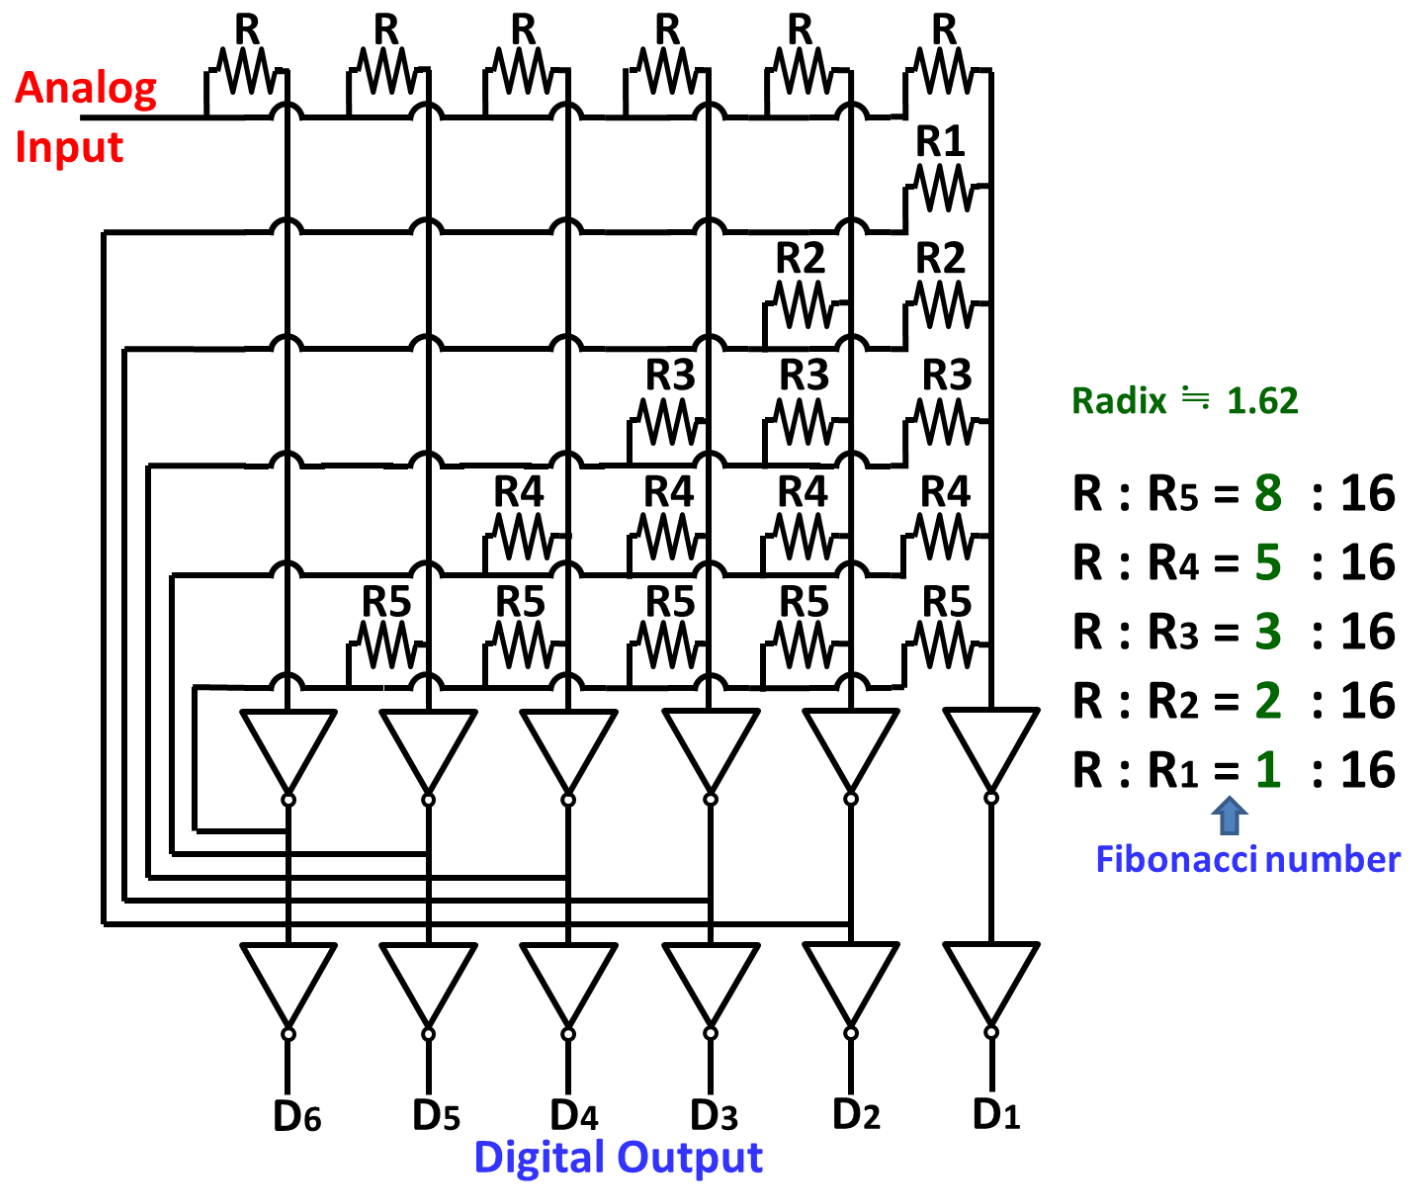 R R R R R R
Analog
Input
R1
R2 R2
R3 R3 R3
R4 R4 R4 R4
R5 R5 R5 R5 R5
Radix ≒ 1.62
R : R5 = 8 : 16
R : R4 = 5 : 16
R : R3 = 3 : 16
R : R2 = 2 : 16
R : R1 = 1 : 16
Fibonacci number
D6 D5 D4 D3 D2 D1
Digital Output